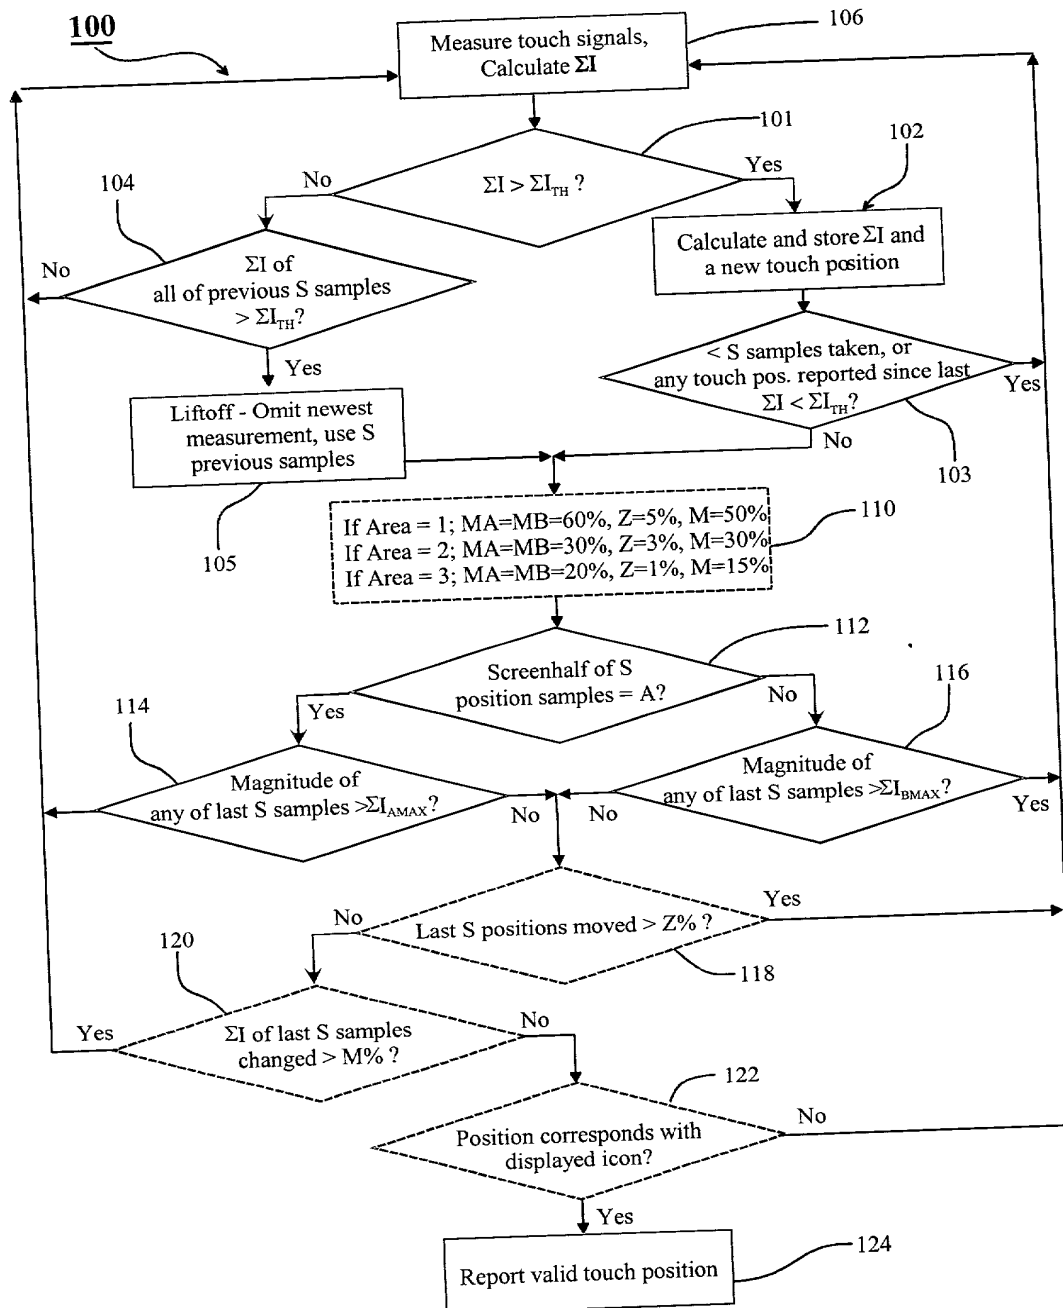 100
106
Measure touch signals,
Calculate ΣI
101
102
104
No
Yes
ΣI > ΣI_TH ?
Calculate and store ΣI and
a new touch position
No
ΣI of
all of previous S samples
> ΣI_TH?
Yes
< S samples taken, or
any touch pos. reported since last
ΣI < ΣI_TH?
Yes
No
103
Liftoff - Omit newest
measurement, use S
previous samples
105
If Area = 1; MA=MB=60%, Z=5%, M=50%
If Area = 2; MA=MB=30%, Z=3%, M=30%
If Area = 3; MA=MB=20%, Z=1%, M=15%
110
112
Screenhalf of S
position samples = A?
Yes
No
114
116
Magnitude of
any of last S samples >ΣI_AMAX?
No
Magnitude of
any of last S samples >ΣI_BMAX?
No
Yes
Last S positions moved > Z% ?
No
Yes
118
120
ΣI of last S samples
changed > M% ?
Yes
No
122
Position corresponds with
displayed icon?
No
Yes
Report valid touch position
124